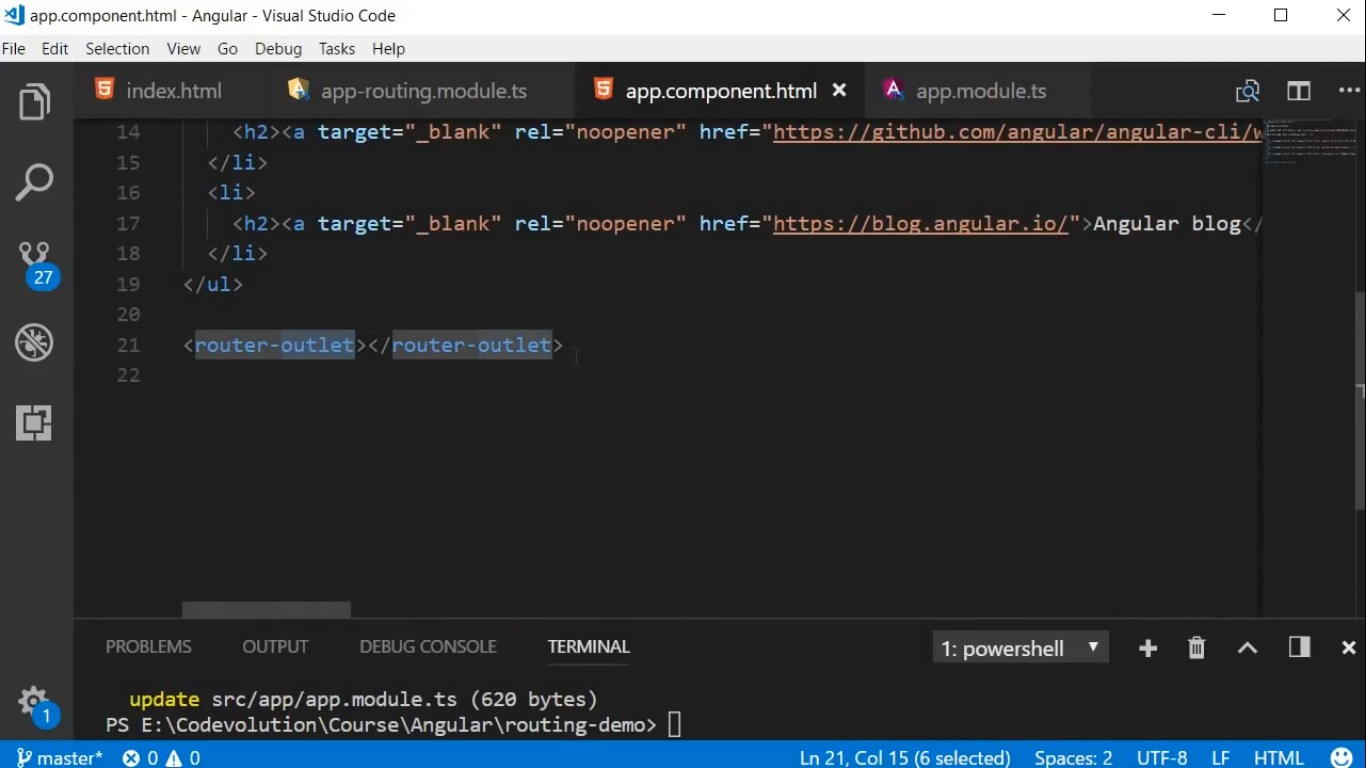 app.component.html - Angular - Visual Studio Code
File Edit Selection View Go Debug Tasks Help
index.html app-routing.module.ts app.component.html app.module.ts
14 <h2><a target="_blank" rel="noopener" href="https://github.com/angular/angular-cli/w
15 </li>
16 <li>
17 <h2><a target="_blank" rel="noopener" href="https://blog.angular.io/">Angular blog</
18 </li>
19 </ul>
20
21 <router-outlet></router-outlet>
22
27
PROBLEMS OUTPUT DEBUG CONSOLE TERMINAL 1: powershell
update src/app/app.module.ts (620 bytes)
PS E:\Codevolution\Course\Angular\routing-demo>
1
master* 0 0 Ln 21, Col 15 (6 selected) Spaces: 2 UTF-8 LF HTML